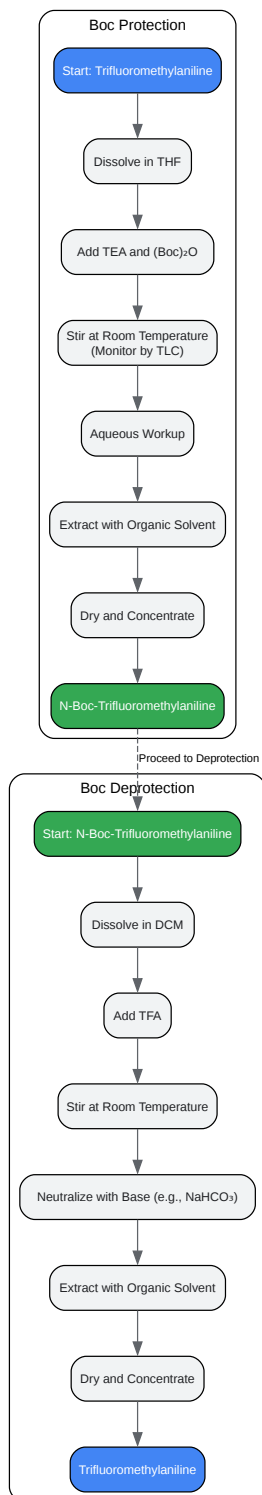 Boc Protection
Start: Trifluoromethylaniline
Dissolve in THF
Add TEA and (Boc)₂O
Stir at Room Temperature
(Monitor by TLC)
Aqueous Workup
Extract with Organic Solvent
Dry and Concentrate
N-Boc-Trifluoromethylaniline
Proceed to Deprotection
Boc Deprotection
Start: N-Boc-Trifluoromethylaniline
Dissolve in DCM
Add TFA
Stir at Room Temperature
Neutralize with Base (e.g., NaHCO₃)
Extract with Organic Solvent
Dry and Concentrate
Trifluoromethylaniline